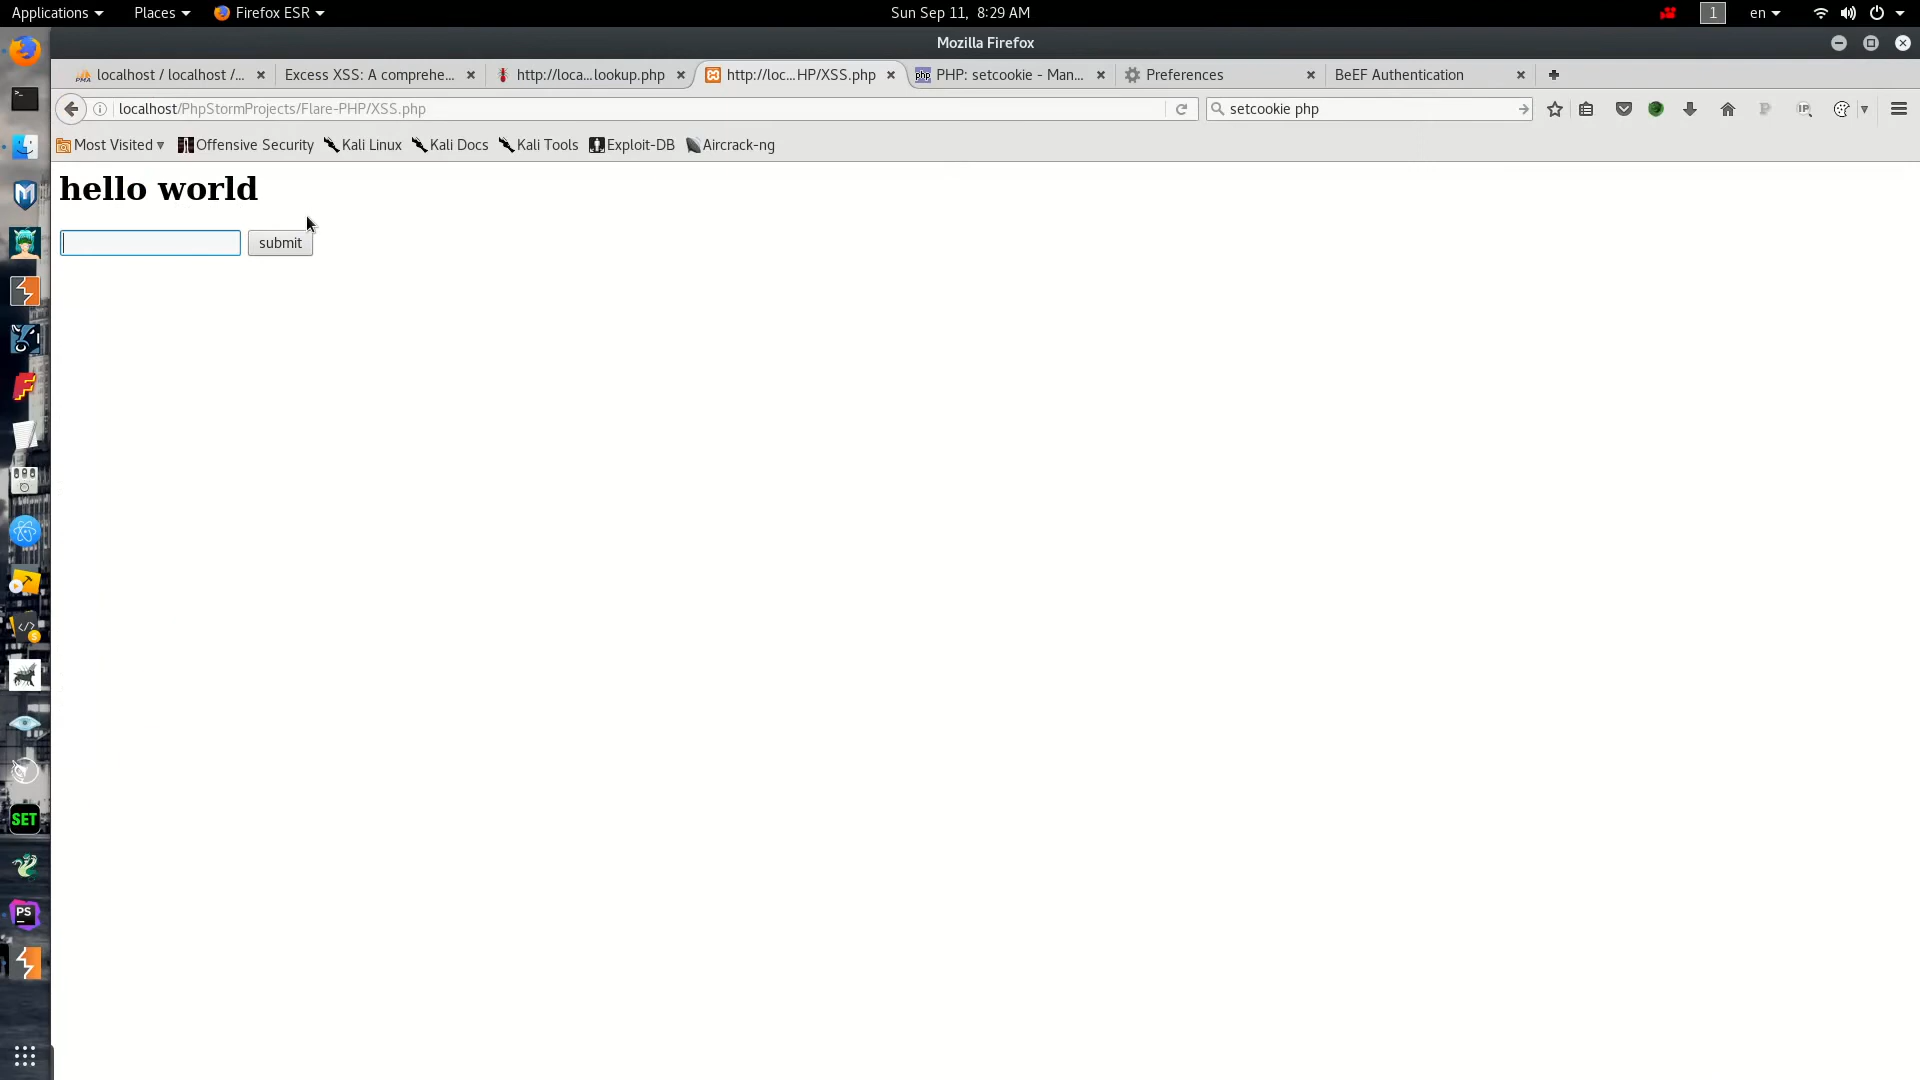 Applications Places Firefox ESR Sun Sep 11, 8:29 AM 1 en
Mozilla Firefox
localhost / localhost /... Excess XSS: A comprehe... http://loca...lookup.php http://loc...HP/XSS.php php PHP: setcookie - Man... Preferences BeEF Authentication
localhost/PhpStormProjects/Flare-PHP/XSS.php setcookie php IP
Most Visited Offensive Security Kali Linux Kali Docs Kali Tools Exploit-DB Aircrack-ng
hello world
submit
SET
PS